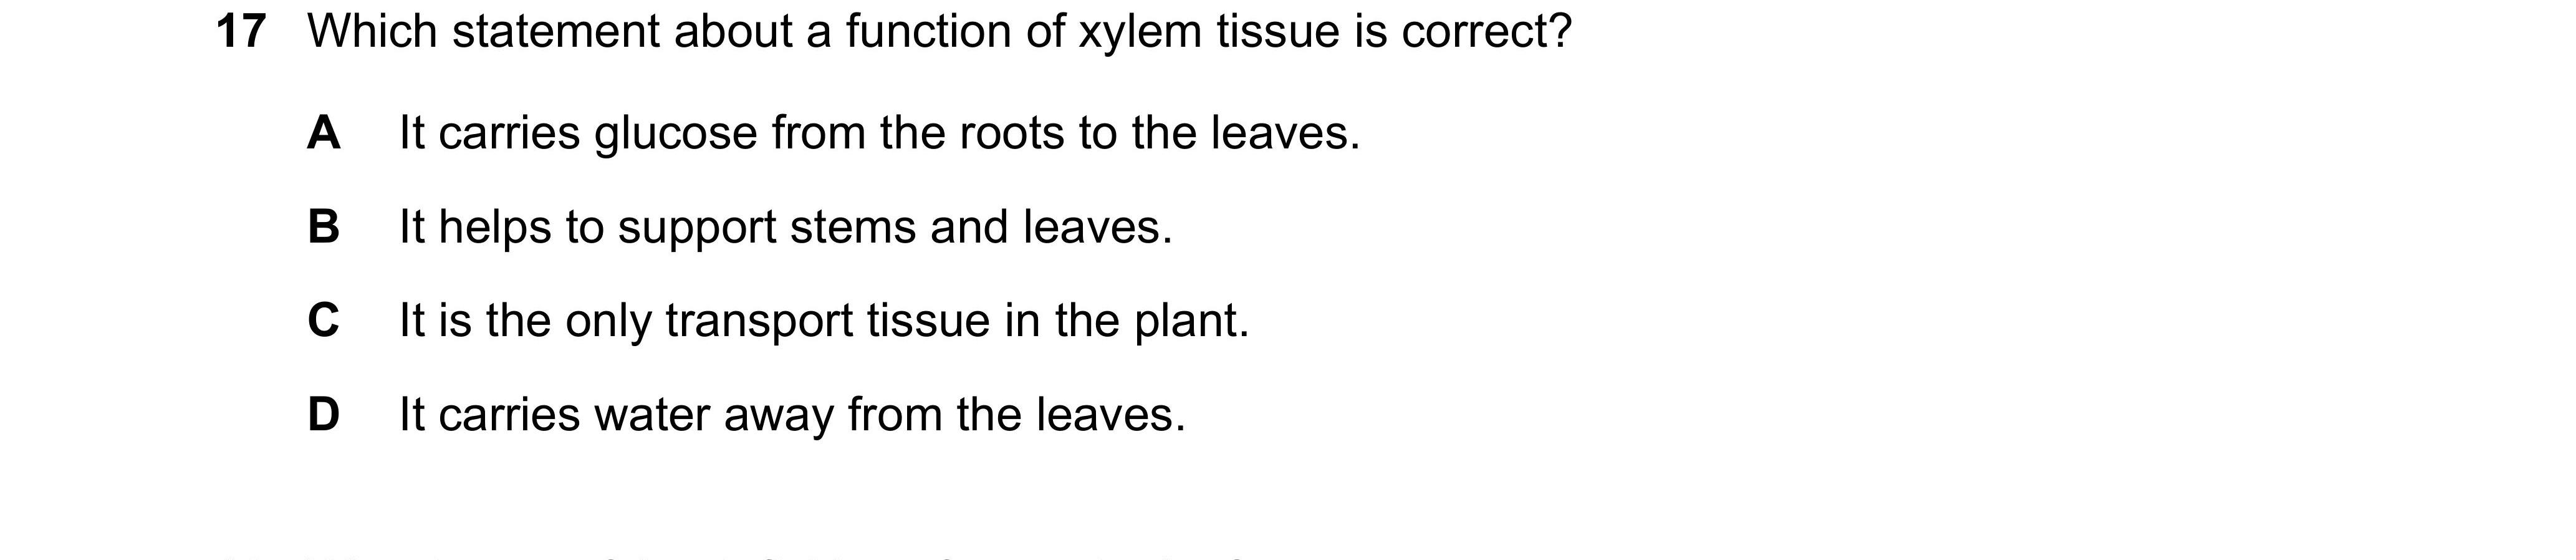 17 Which statement about a function of xylem tissue is correct?
A It carries glucose from the roots to the leaves.
B It helps to support stems and leaves.
C It is the only transport tissue in the plant.
D It carries water away from the leaves.